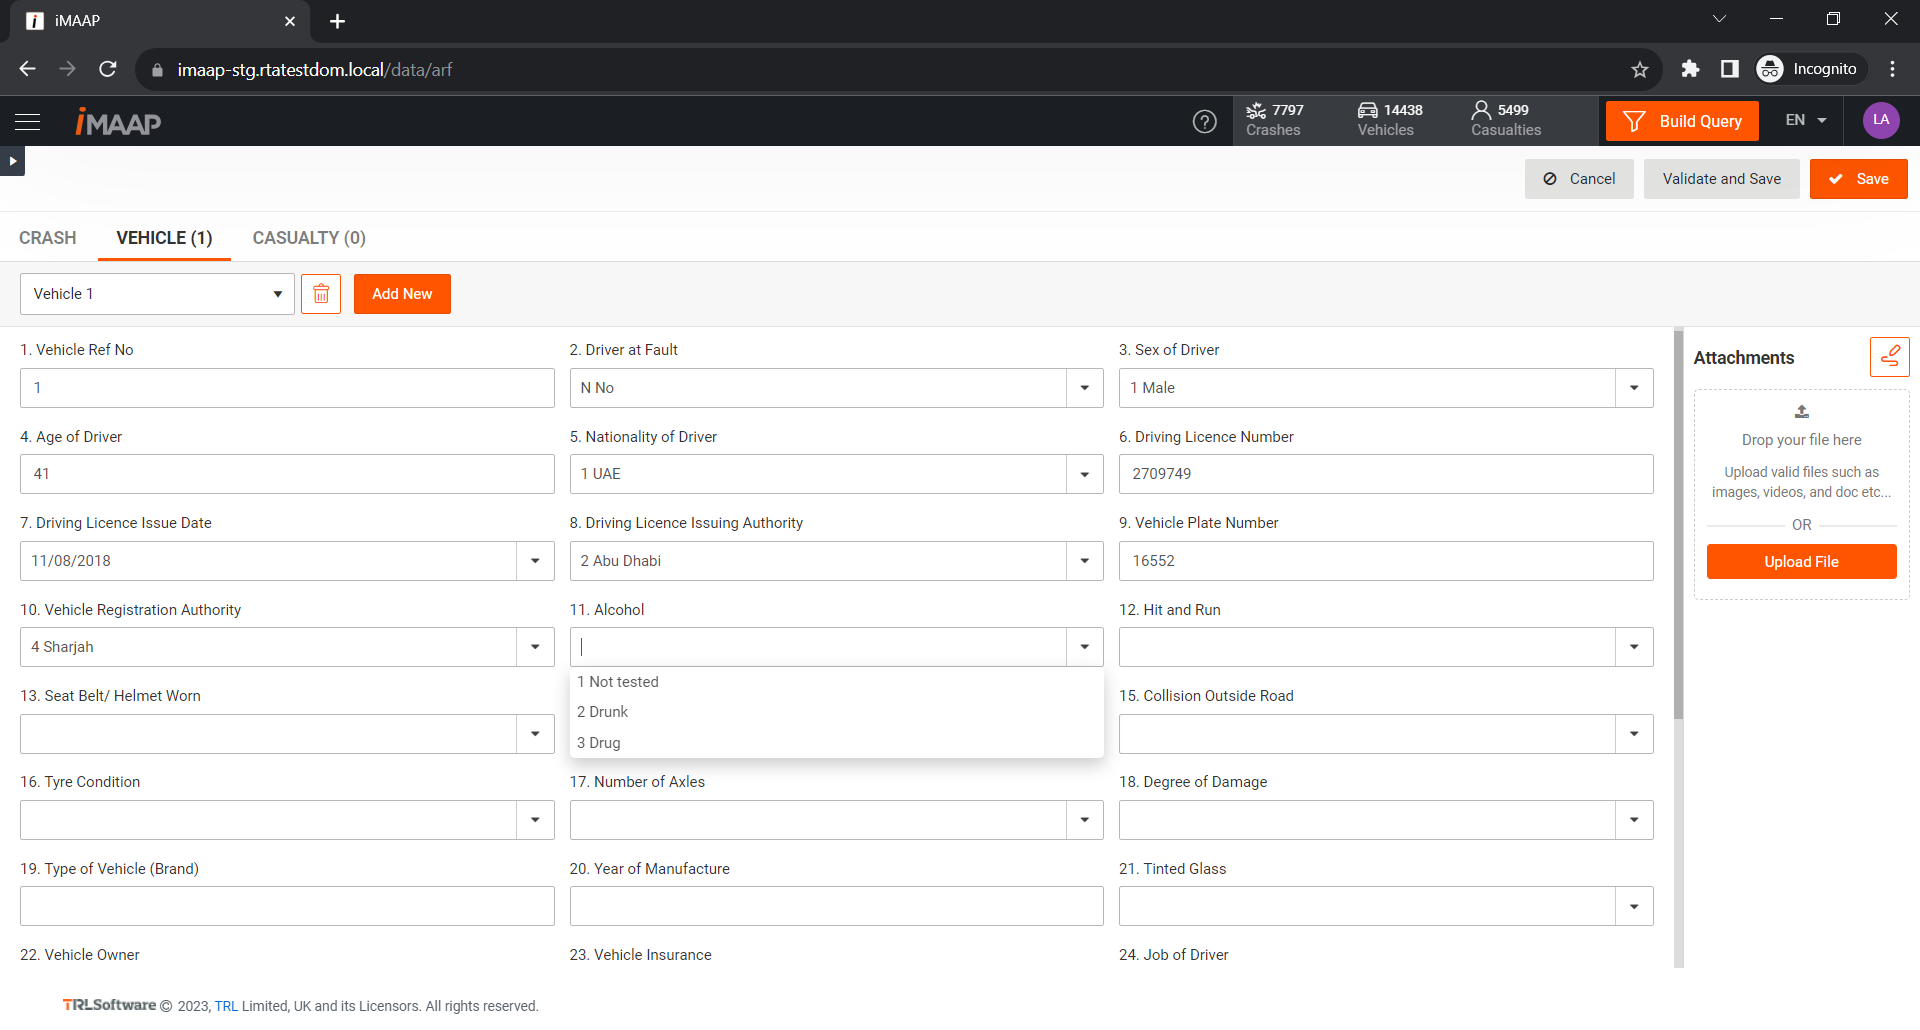 iMAAP
imaap-stg.rtatestdom.local/data/arf
Incognito
iMAAP
7797
Crashes
14438
Vehicles
5499
Casualties
Build Query
EN
LA
Cancel
Validate and Save
Save
CRASH
VEHICLE (1)
CASUALTY (0)
Vehicle 1
Add New
1. Vehicle Ref No
2. Driver at Fault
3. Sex of Driver
1
N No
1 Male
4. Age of Driver
5. Nationality of Driver
6. Driving Licence Number
41
1 UAE
2709749
7. Driving Licence Issue Date
8. Driving Licence Issuing Authority
9. Vehicle Plate Number
11/08/2018
2 Abu Dhabi
16552
10. Vehicle Registration Authority
11. Alcohol
12. Hit and Run
4 Sharjah
1 Not tested
2 Drunk
3 Drug
13. Seat Belt/ Helmet Worn
15. Collision Outside Road
16. Tyre Condition
17. Number of Axles
18. Degree of Damage
19. Type of Vehicle (Brand)
20. Year of Manufacture
21. Tinted Glass
22. Vehicle Owner
23. Vehicle Insurance
24. Job of Driver
Attachments
Drop your file here
Upload valid files such as
images, videos, and doc etc...
OR
Upload File
TRLSoftware © 2023, TRL Limited, UK and its Licensors. All rights reserved.